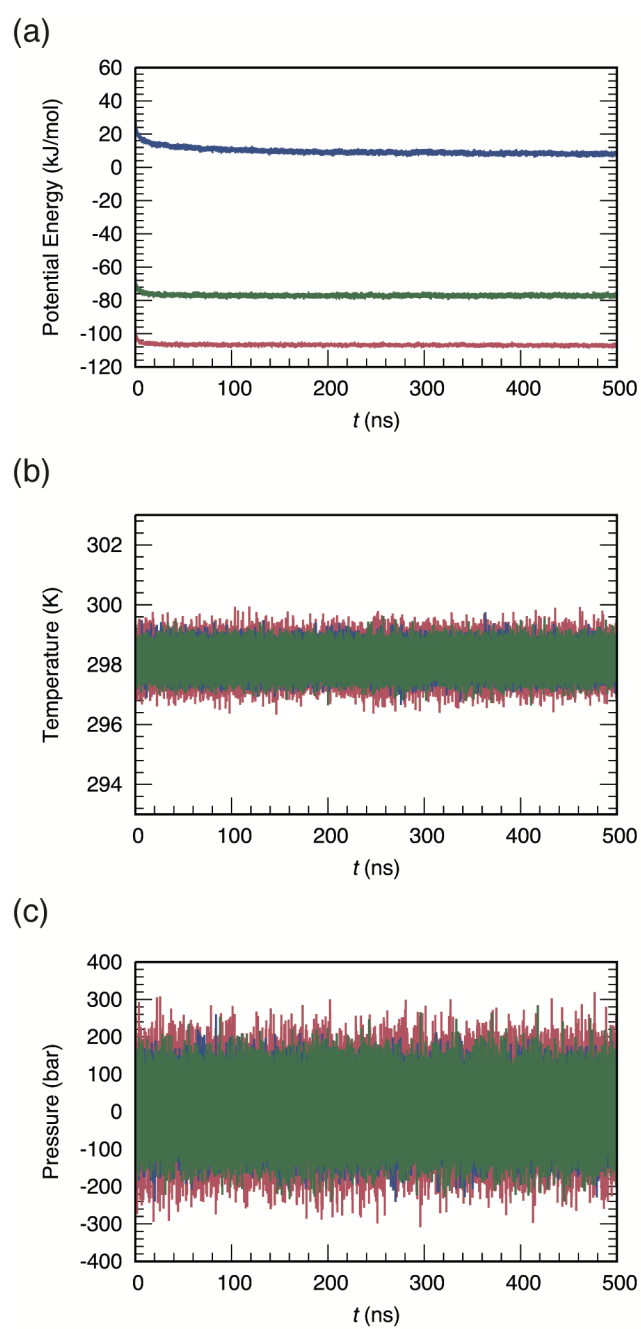 (a)
60
40
20
0
-20
-40
-60
-80
-100
-120
Potential Energy (kJ/mol)
0 100 200 300 400 500
t (ns)
(b)
302
300
298
296
294
Temperature (K)
0 100 200 300 400 500
t (ns)
(c)
400
300
200
100
0
-100
-200
-300
-400
Pressure (bar)
0 100 200 300 400 500
t (ns)